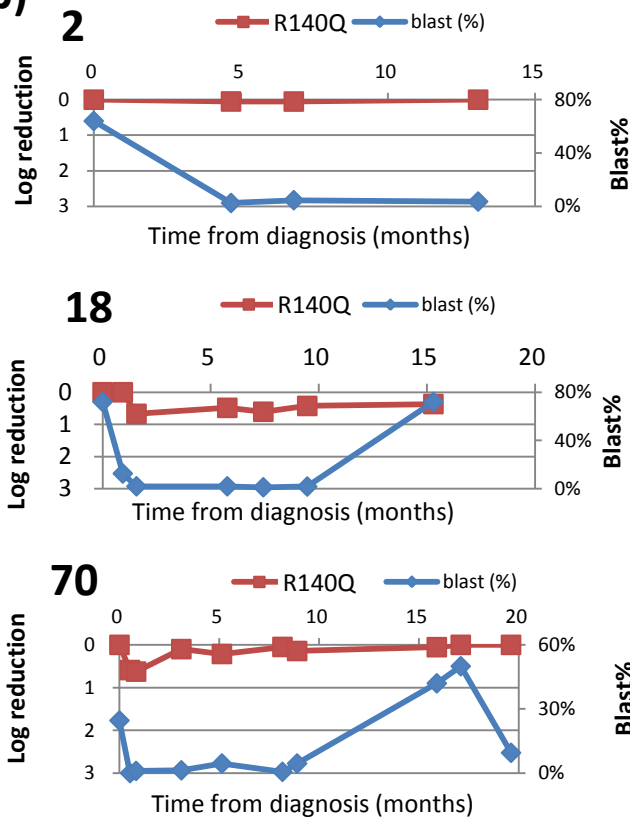 2
R140Q blast (%)
0 5 10 15
0 80%
1
40%
2
3 0%
Log reduction
Blast%
Time from diagnosis (months)
18
R140Q blast (%)
0 5 10 15 20
0 80%
1
40%
2
3 0%
Log reduction
Blast%
Time from diagnosis (months)
70
R140Q blast (%)
0 5 10 15 20
0 60%
1
30%
2
3 0%
Log reduction
Blast%
Time from diagnosis (months)